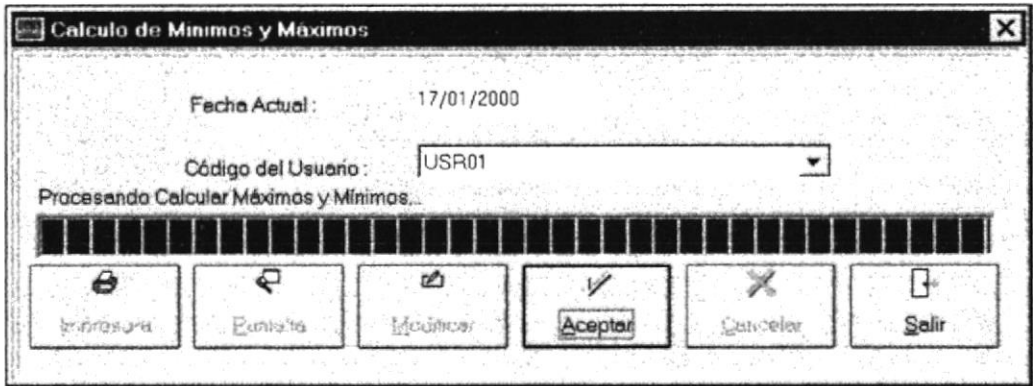 Calculo de Minimos y Máximos
Fecha Actual : 17/01/2000
Código del Usuario : USR01
Procesando Calcular Máximos y Mínimos...
Impresora Pantalla Modificar Aceptar Cancelar Salir